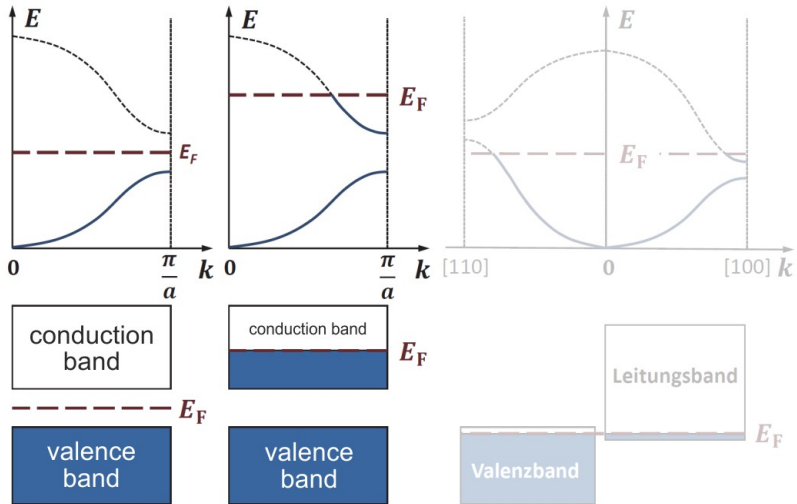 E
E
E
E_F
E_F
E_F
0
π/a
k
0
π/a
k
[110]
0
[100]
k
conduction
band
E_F
valence
band
conduction band
E_F
valence
band
Leitungsband
E_F
Valenzband